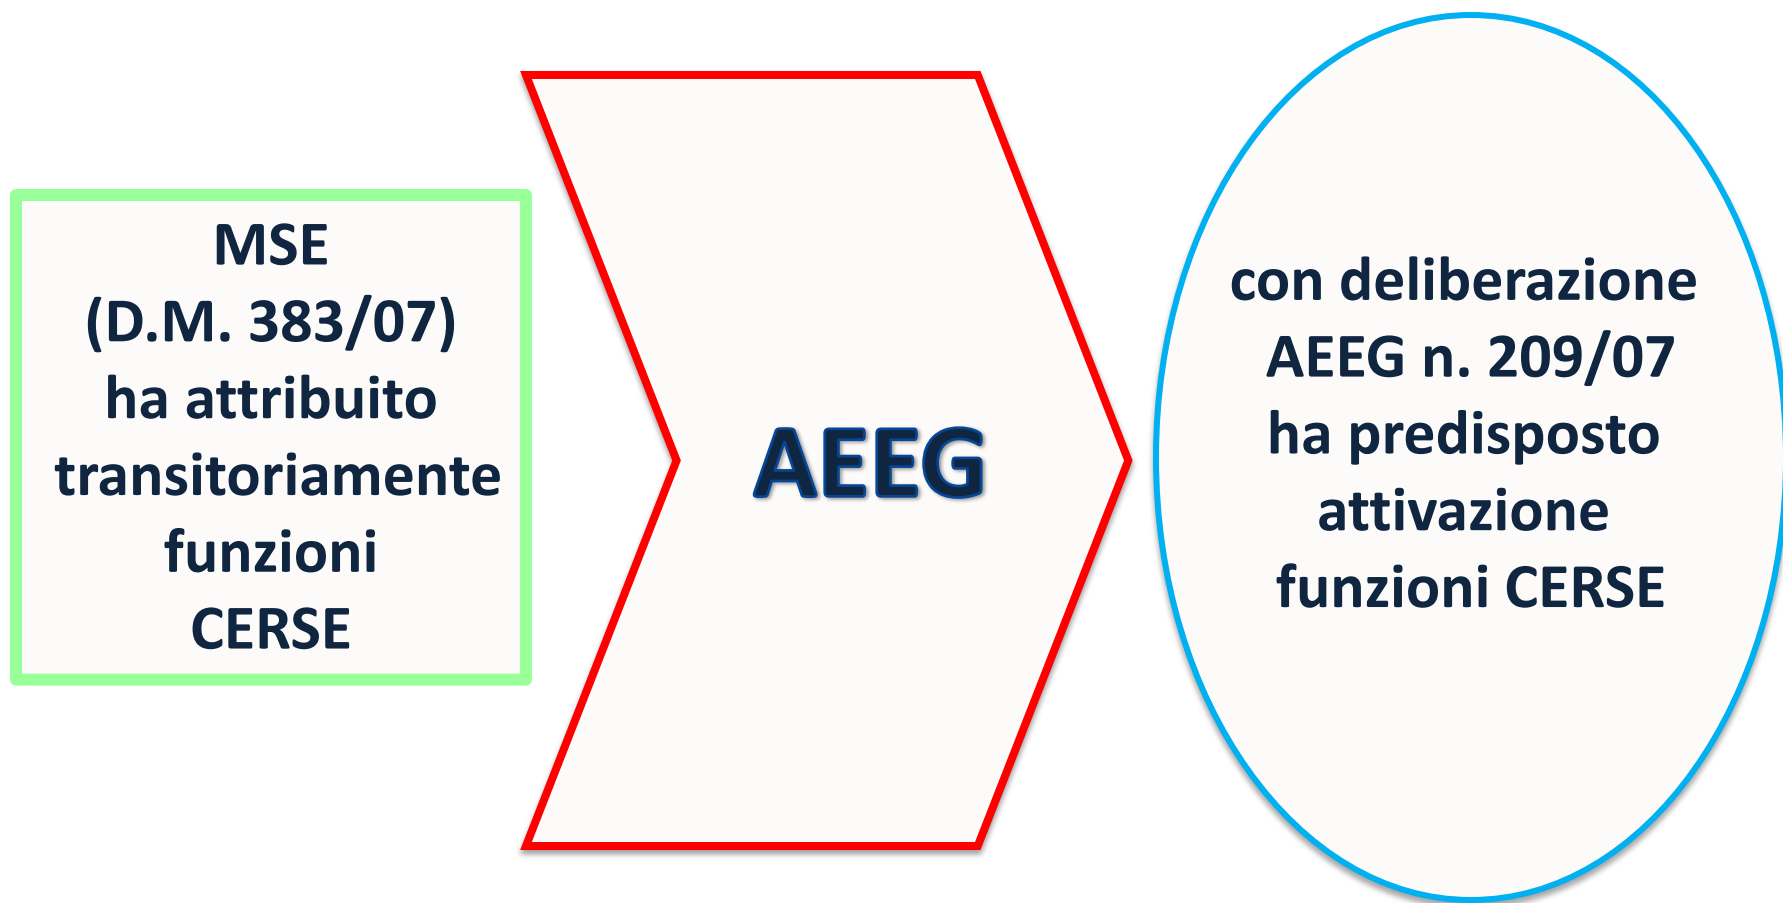 MSE
(D.M. 383/07)
ha attribuito
transitoriamente
funzioni
CERSE
AEEG
con deliberazione
AEEG n. 209/07
ha predisposto
attivazione
funzioni CERSE